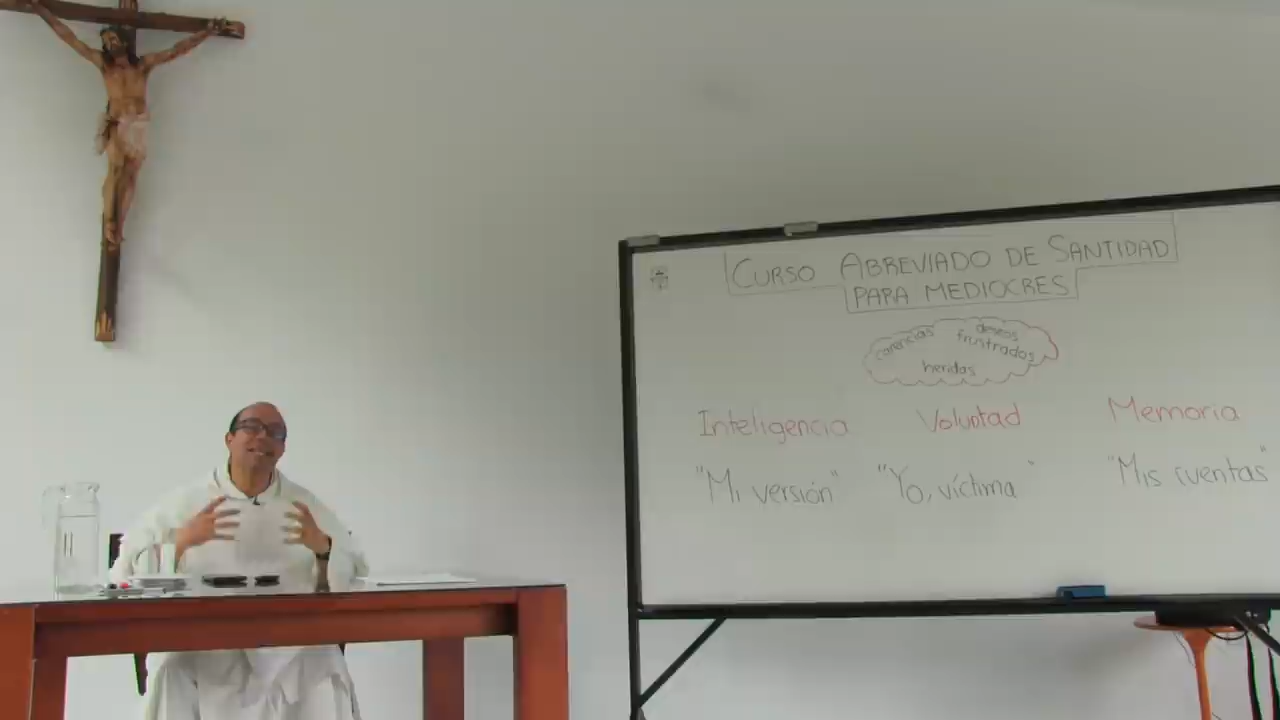 CURSO ABREVIADO DE SANTIDAD
PARA MEDIOCRES
carencias deseos frustrados
heridas
Inteligencia Voluntad Memoria
"Mi versión" "Yo, víctima" "Mis cuentas"